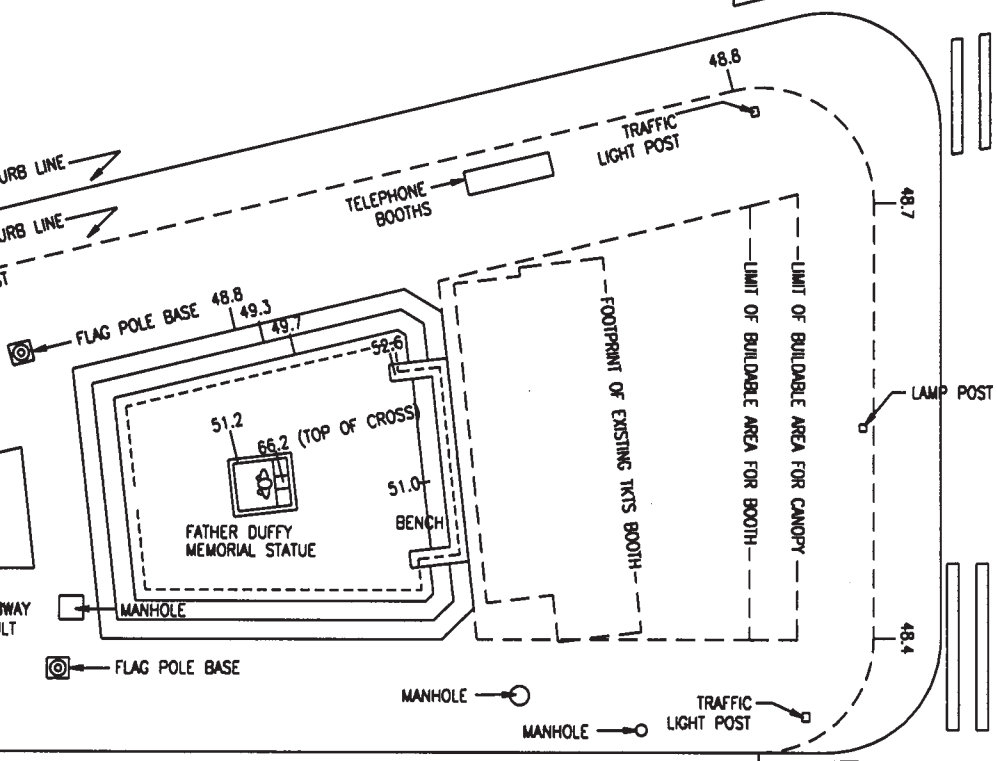 48.8
TRAFFIC
LIGHT POST
URB LINE
TELEPHONE
BOOTHS
48.7
URB LINE
ST
48.8
49.3
49.7
FLAG POLE BASE
52.6
LIMIT OF BUILDABLE AREA FOR BOOTH
LIMIT OF BUILDABLE AREA FOR CANOPY
FOOTPRINT OF EXISTING TKTS BOOTH
LAMP POST
51.2
66.2 (TOP OF CROSS)
51.0
BENCH
FATHER DUFFY
MEMORIAL STATUE
WAY
LT
MANHOLE
48.4
FLAG POLE BASE
MANHOLE
TRAFFIC
LIGHT POST
MANHOLE